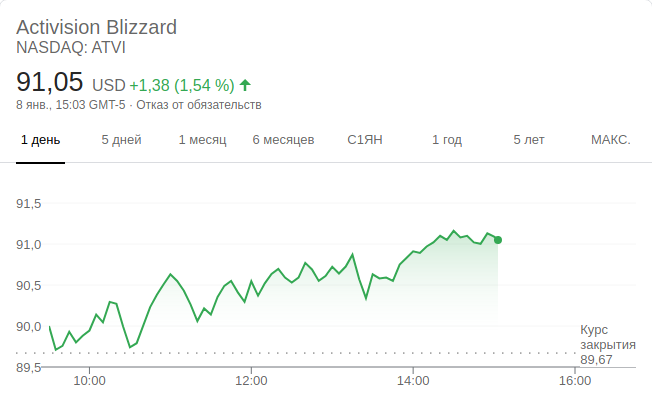 Activision Blizzard
NASDAQ: ATVI
91,05 USD +1,38 (1,54 %)
8 янв., 15:03 GMT-5 · Отказ от обязательств
1 день 5 дней 1 месяц 6 месяцев С1ЯН 1 год 5 лет МАКС.
91,5
91,0
90,5
90,0
89,5
Курс
закрытия
89,67
10:00 12:00 14:00 16:00